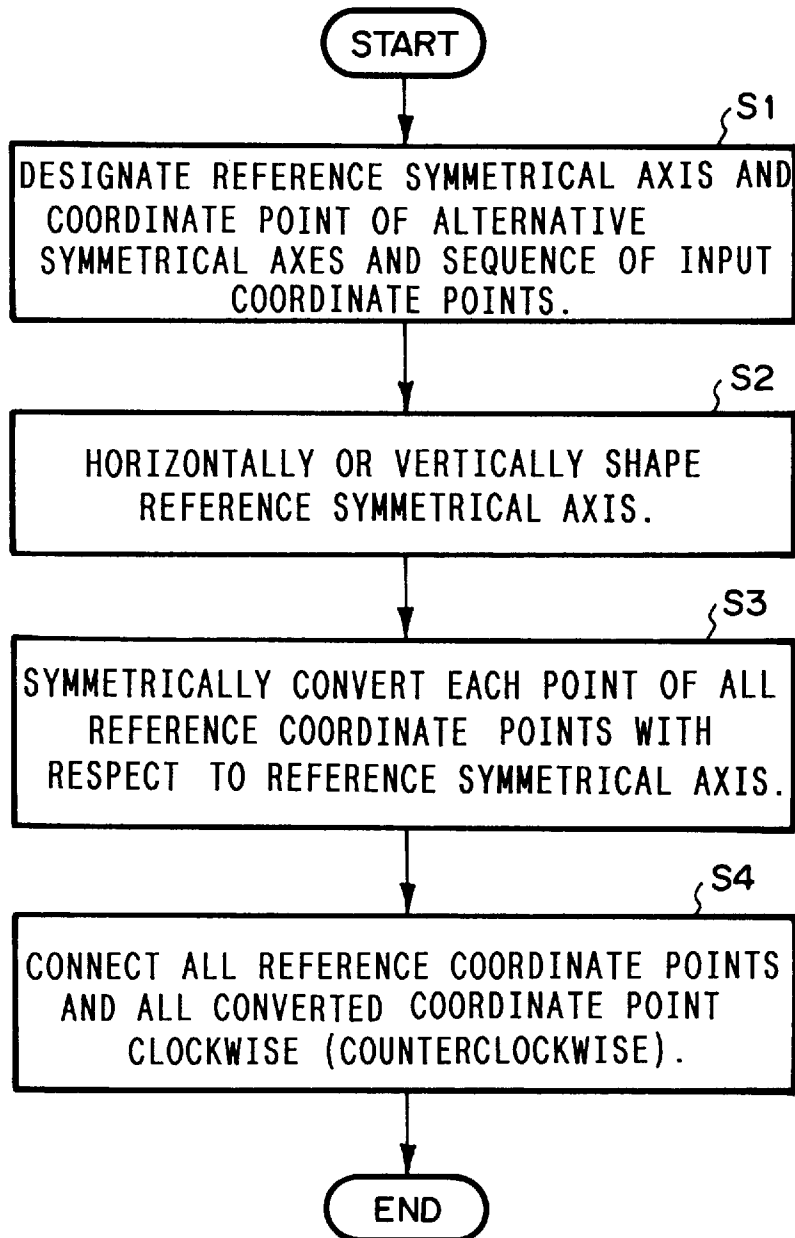 START
S1
DESIGNATE REFERENCE SYMMETRICAL AXIS AND
COORDINATE POINT OF ALTERNATIVE
SYMMETRICAL AXES AND SEQUENCE OF INPUT
COORDINATE POINTS.
S2
HORIZONTALLY OR VERTICALLY SHAPE
REFERENCE SYMMETRICAL AXIS.
S3
SYMMETRICALLY CONVERT EACH POINT OF ALL
REFERENCE COORDINATE POINTS WITH
RESPECT TO REFERENCE SYMMETRICAL AXIS.
S4
CONNECT ALL REFERENCE COORDINATE POINTS
AND ALL CONVERTED COORDINATE POINT
CLOCKWISE (COUNTERCLOCKWISE).
END